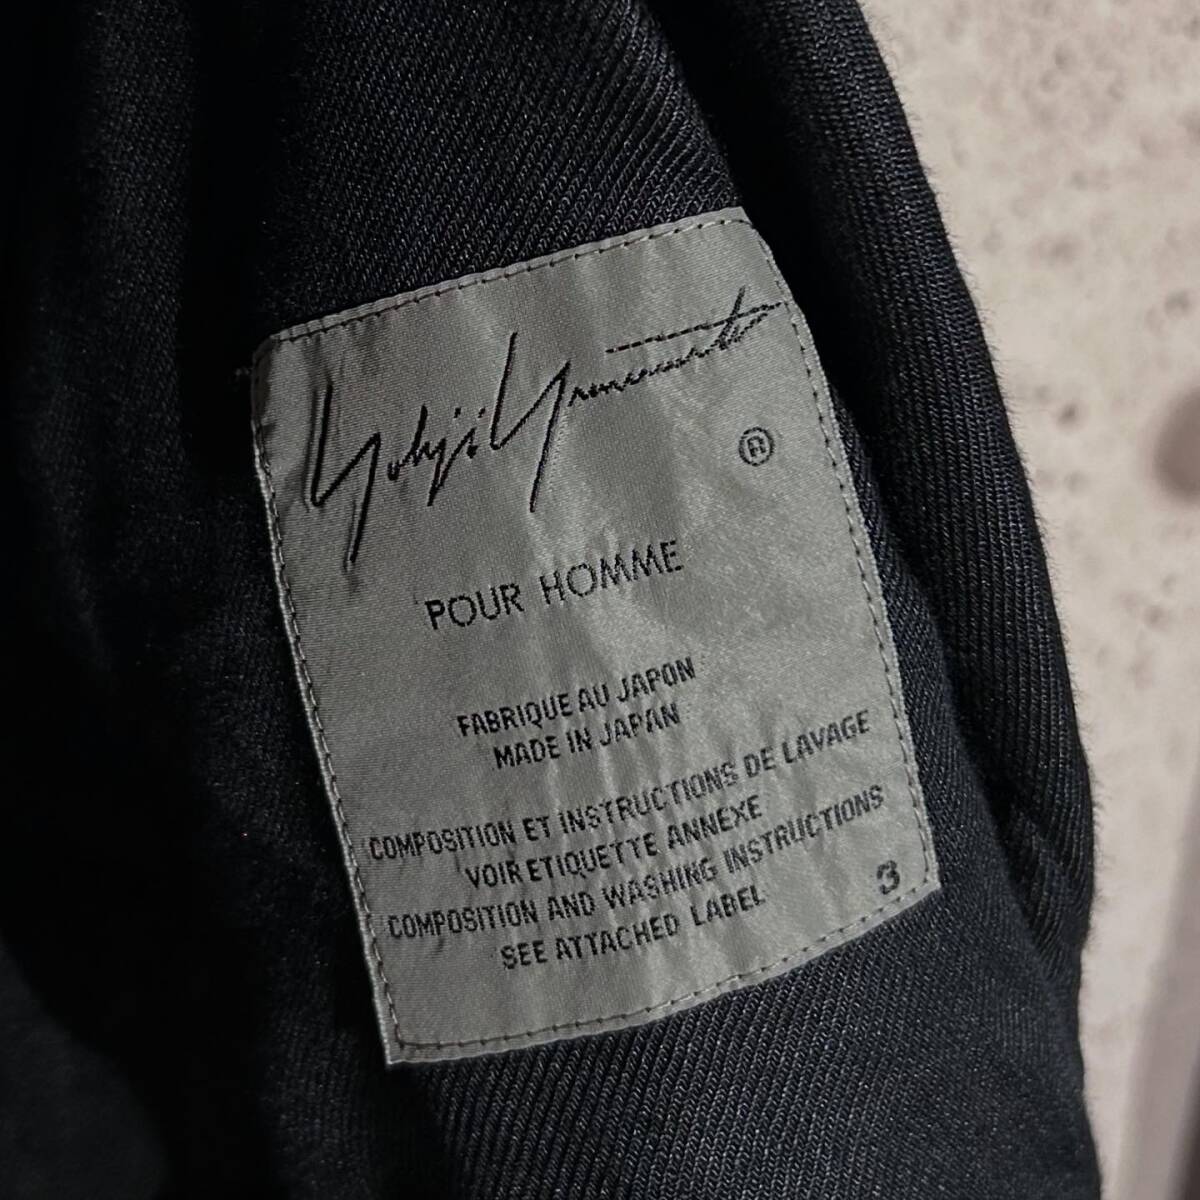 Yohji Yamamoto
®
POUR HOMME
FABRIQUE AU JAPON
MADE IN JAPAN
COMPOSITION ET INSTRUCTIONS DE LAVAGE
VOIR ETIQUETTE ANNEXE
COMPOSITION AND WASHING INSTRUCTIONS
SEE ATTACHED LABEL
3